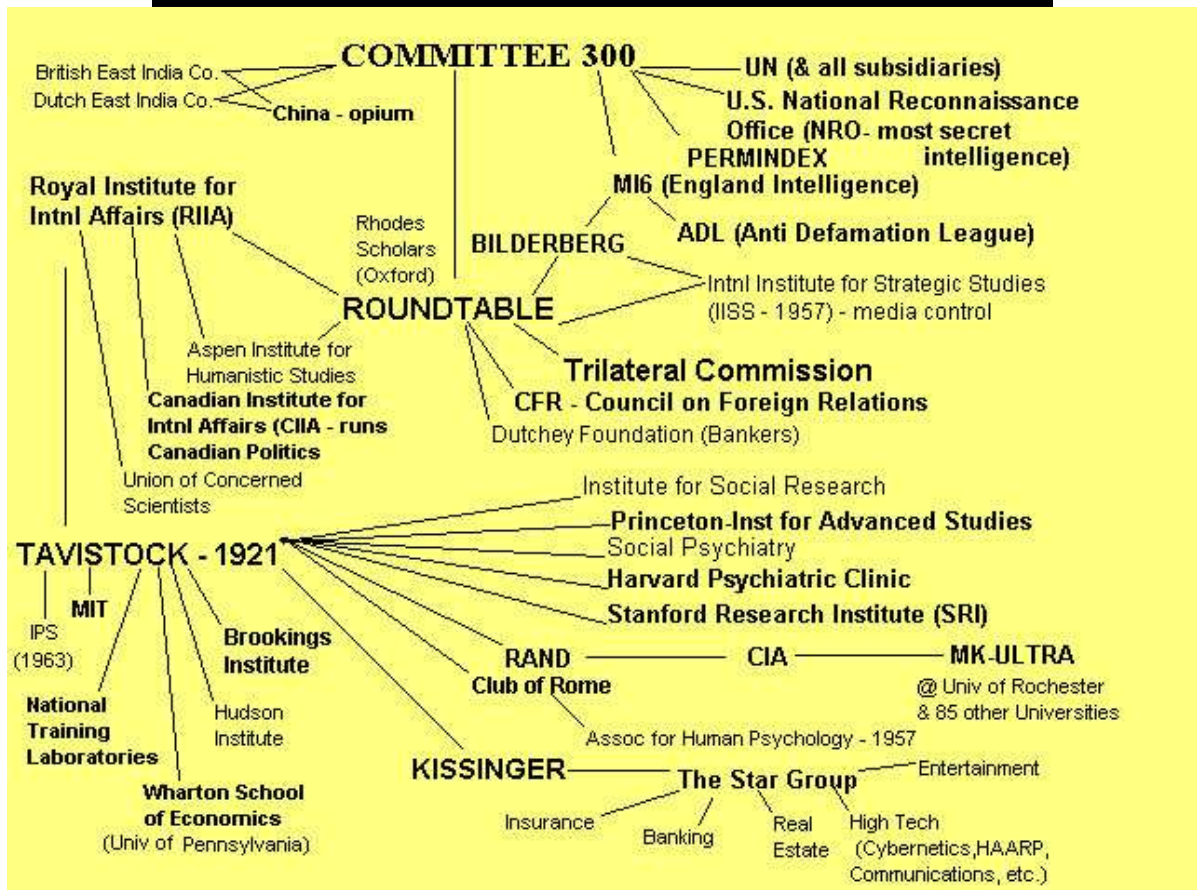 COMMITTEE 300
British East India Co.
Dutch East India Co.
China - opium
UN (& all subsidiaries)
U.S. National Reconnaissance
Office (NRO- most secret
intelligence)
PERMINDEX
MI6 (England Intelligence)
ADL (Anti Defamation League)
Royal Institute for
Intnl Affairs (RIIA)
Rhodes
Scholars
(Oxford)
BILDERBERG
Intnl Institute for Strategic Studies
(IISS - 1957) - media control
ROUNDTABLE
Aspen Institute for
Humanistic Studies
Canadian Institute for
Intnl Affairs (CIIA - runs
Canadian Politics
Union of Concerned
Scientists
Trilateral Commission
CFR - Council on Foreign Relations
Dutchey Foundation (Bankers)
TAVISTOCK - 1921
Institute for Social Research
Princeton-Inst for Advanced Studies
Social Psychiatry
Harvard Psychiatric Clinic
Stanford Research Institute (SRI)
IPS
(1963)
MIT
Brookings
Institute
RAND
CIA
MK-ULTRA
@ Univ of Rochester
& 85 other Universities
Club of Rome
Assoc for Human Psychology - 1957
National
Training
Laboratories
Hudson
Institute
Wharton School
of Economics
(Univ of Pennsylvania)
KISSINGER
The Star Group
Entertainment
Insurance
Banking
Real
Estate
High Tech
(Cybernetics,HAARP,
Communications, etc.)